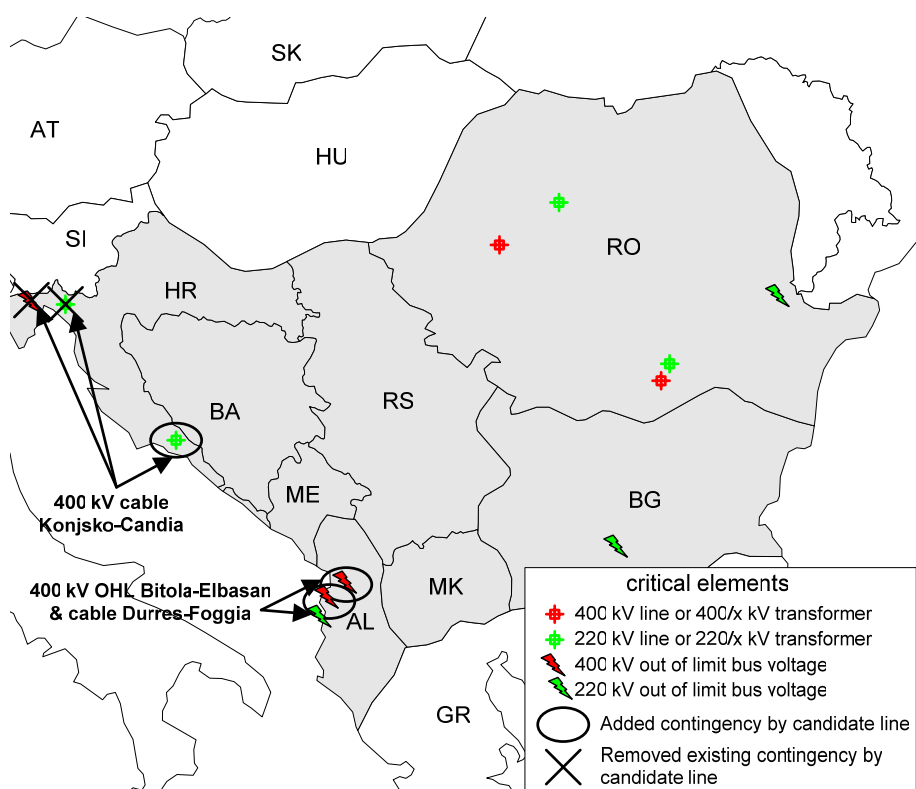 SK
AT
HU
SI
RO
HR
BA
RS
400 kV cable
Konjsko-Candia
ME
BG
400 kV OHL Bitola-Elbasan
& cable Durres-Foggia
MK
AL
GR
critical elements
400 kV line or 400/x kV transformer
220 kV line or 220/x kV transformer
400 kV out of limit bus voltage
220 kV out of limit bus voltage
Added contingency by candidate line
Removed existing contingency by
candidate line